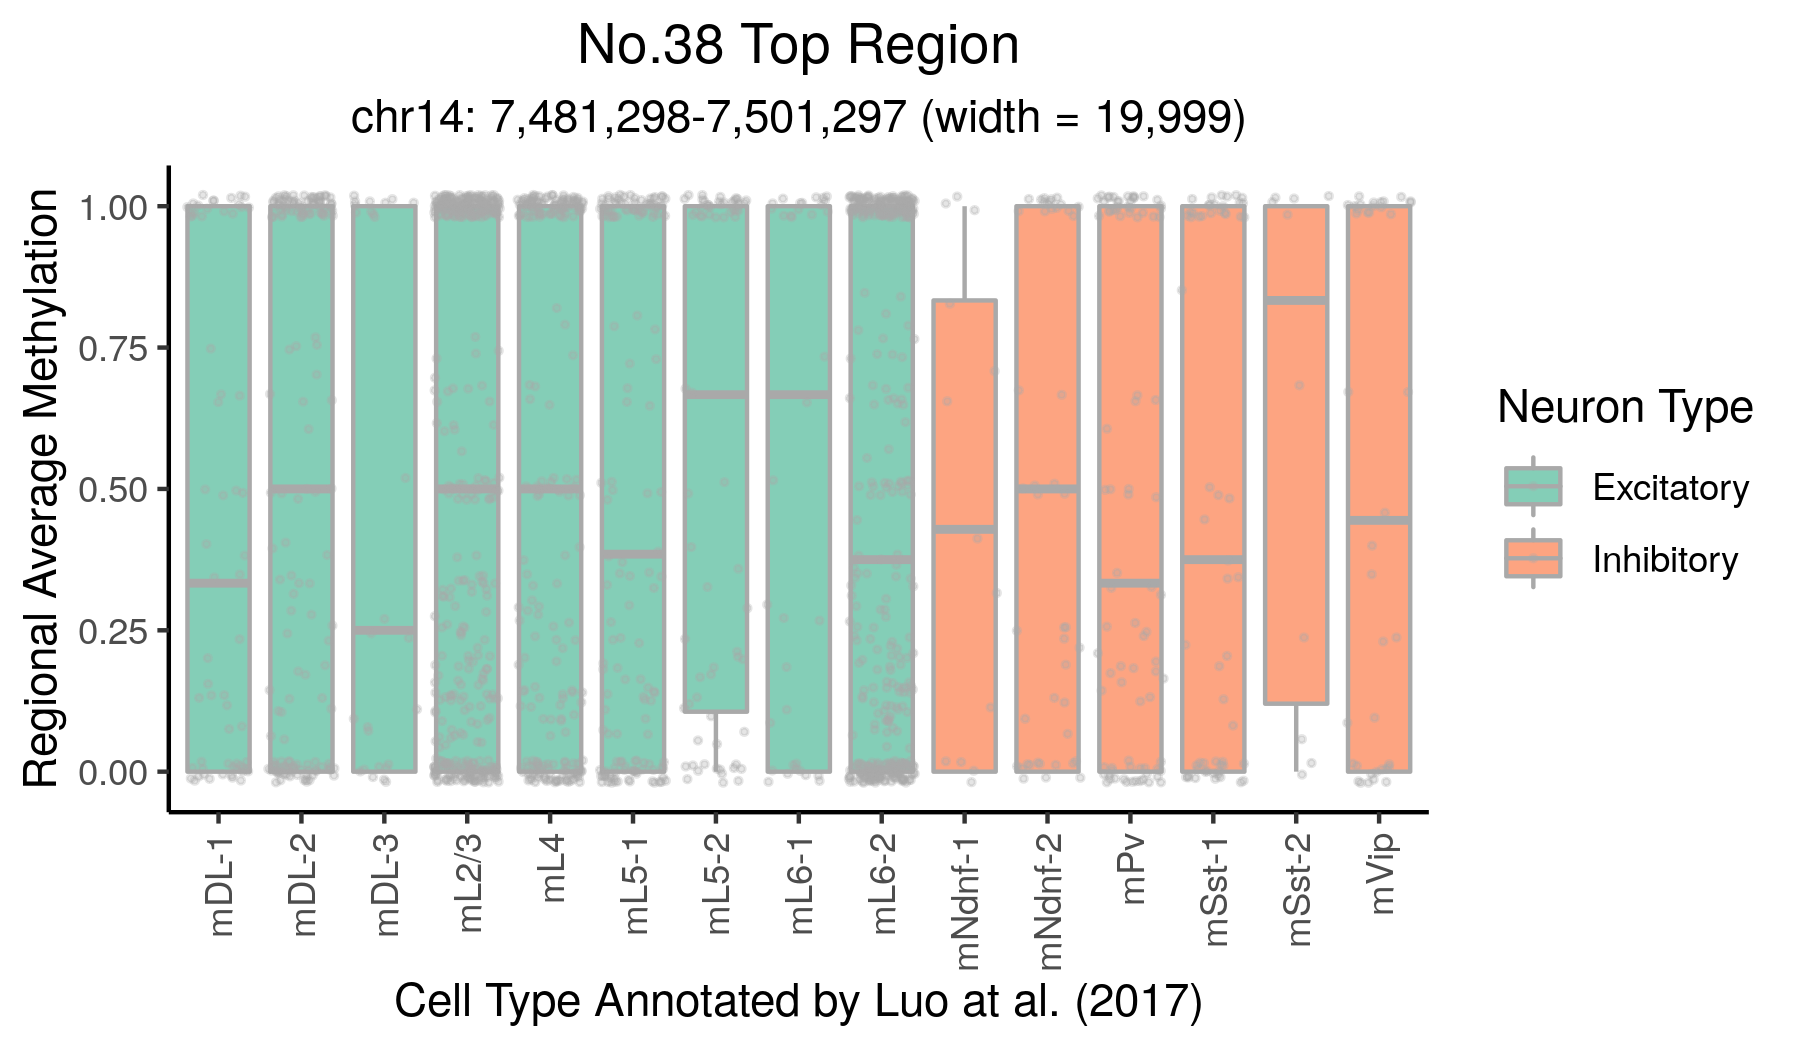 No.38 Top Region
chr14: 7,481,298-7,501,297 (width = 19,999)
Regional Average Methylation
1.00
0.75
0.50
0.25
0.00
mDL-1
mDL-2
mDL-3
mL2/3
mL4
mL5-1
mL5-2
mL6-1
mL6-2
mNdnf-1
mNdnf-2
mPv
mSst-1
mSst-2
mVip
Cell Type Annotated by Luo at al. (2017)
Neuron Type
Excitatory
Inhibitory